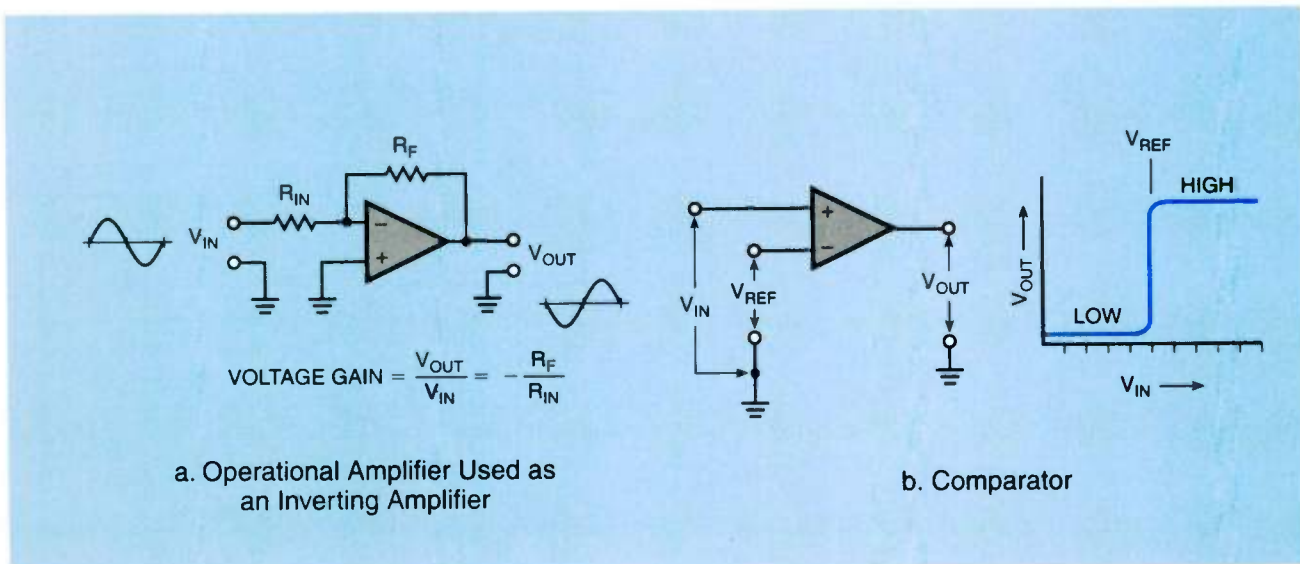 R_F
R_IN
V_IN
−
+
V_OUT
VOLTAGE GAIN = V_OUT/V_IN = − R_F/R_IN
a. Operational Amplifier Used as
an Inverting Amplifier
+
−
V_IN
V_REF
V_OUT
V_REF
HIGH
V_OUT →
LOW
V_IN →
b. Comparator